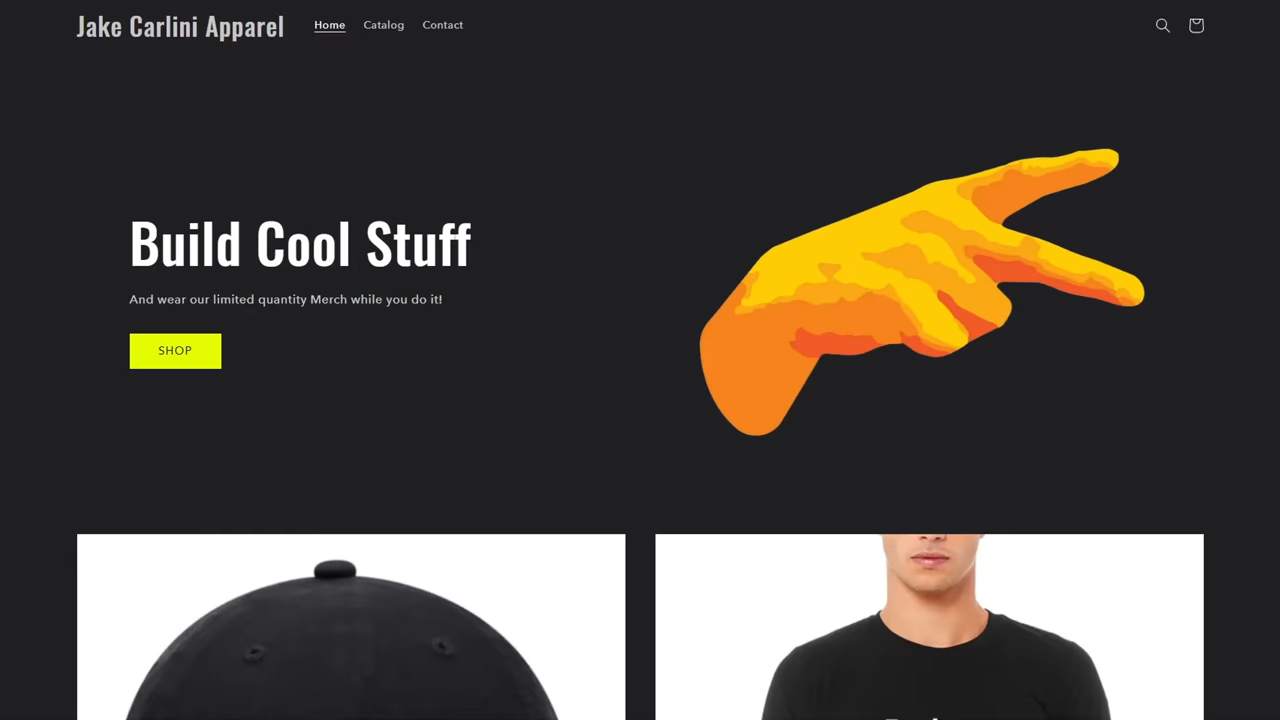 Jake Carlini Apparel
Home
Catalog
Contact
Build Cool Stuff
And wear our limited quantity Merch while you do it!
SHOP